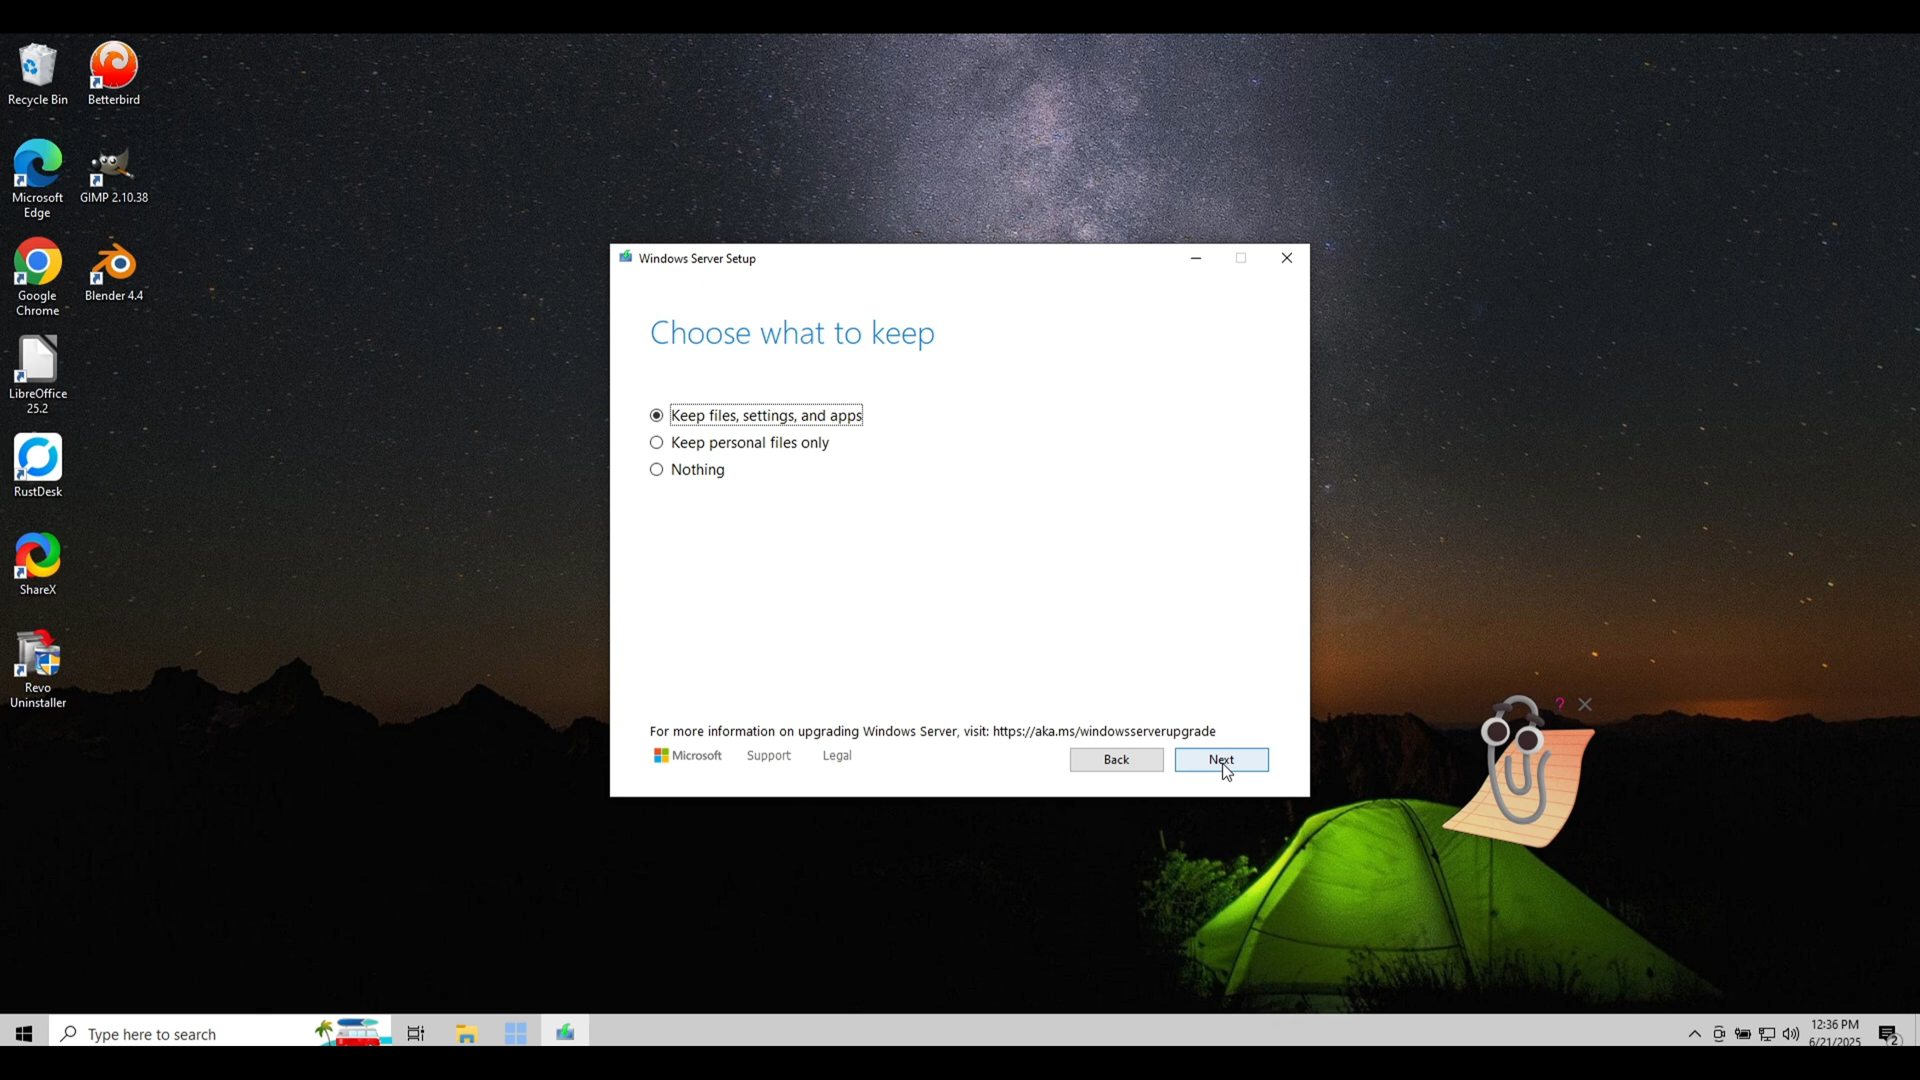 Recycle Bin
Betterbird
Microsoft
Edge
GIMP 2.10.38
Google
Chrome
Blender 4.4
LibreOffice
25.2
RustDesk
ShareX
Revo
Uninstaller
Windows Server Setup
Choose what to keep
Keep files, settings, and apps
Keep personal files only
Nothing
For more information on upgrading Windows Server, visit: https://aka.ms/windowsserverupgrade
Microsoft Support Legal
Back Next
?
Type here to search
12:36 PM
6/21/2025
2